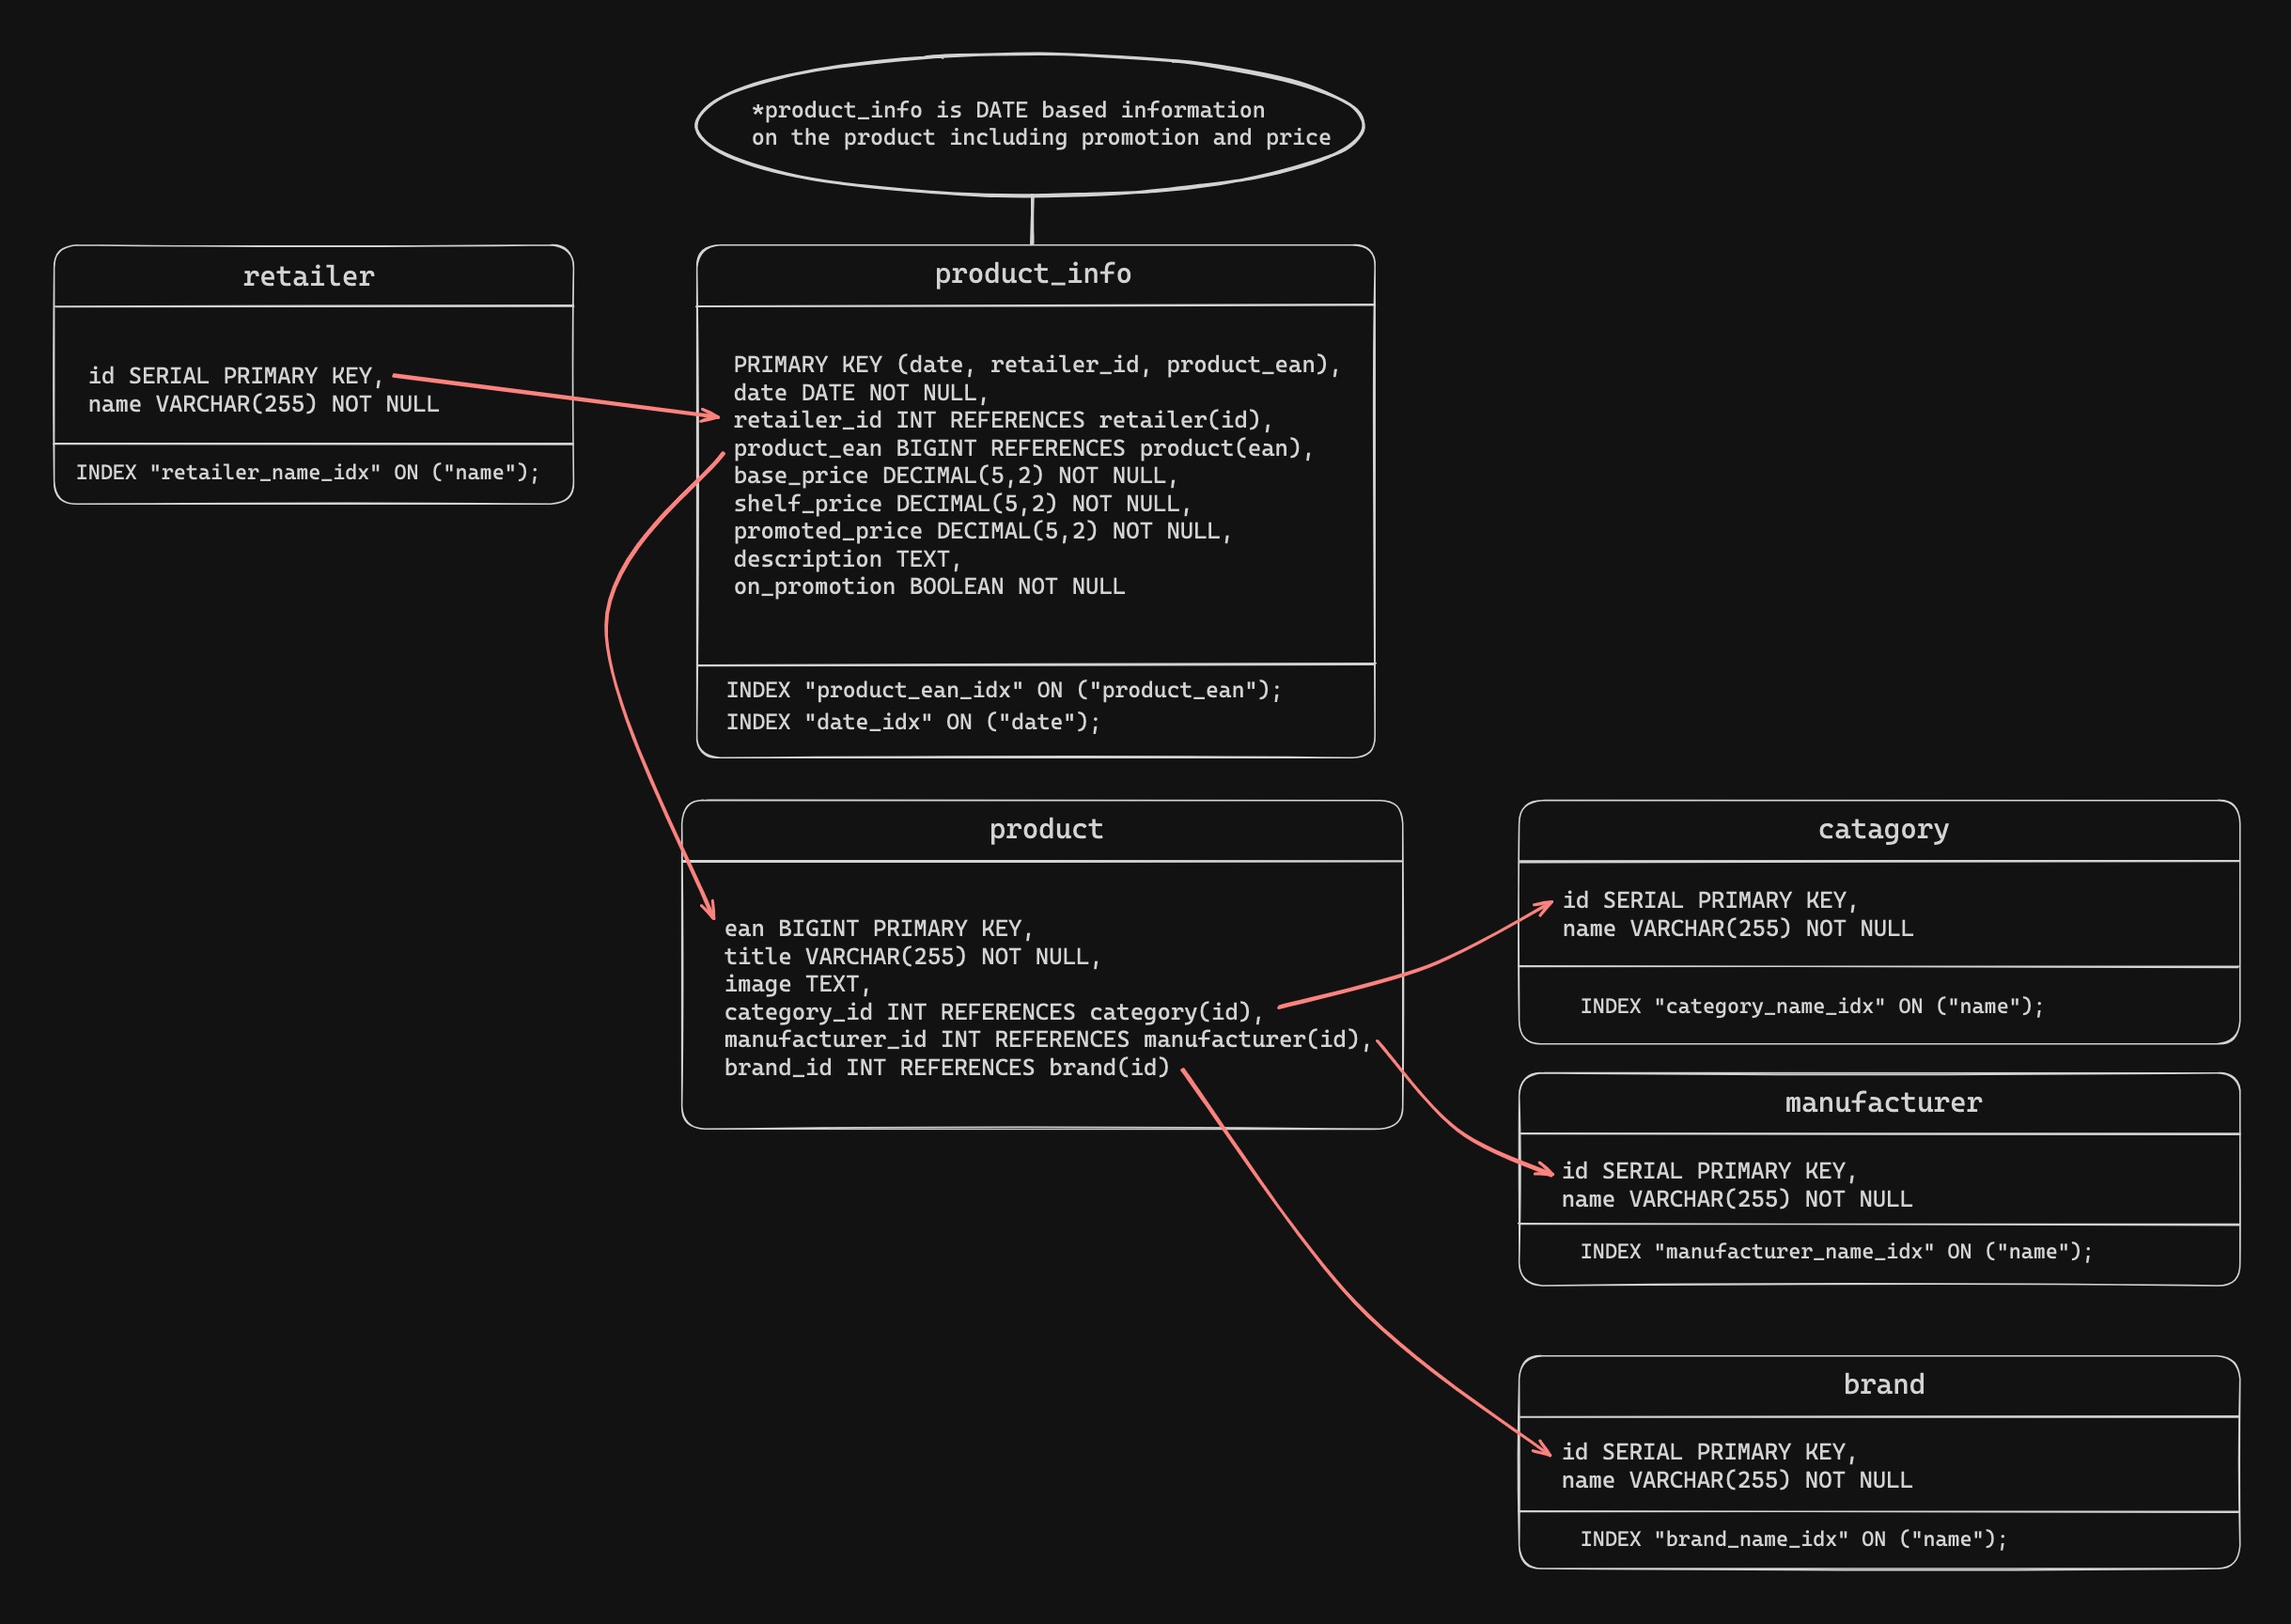 *product_info is DATE based information
on the product including promotion and price
retailer
id SERIAL PRIMARY KEY,
name VARCHAR(255) NOT NULL
INDEX "retailer_name_idx" ON ("name");
product_info
PRIMARY KEY (date, retailer_id, product_ean),
date DATE NOT NULL,
retailer_id INT REFERENCES retailer(id),
product_ean BIGINT REFERENCES product(ean),
base_price DECIMAL(5,2) NOT NULL,
shelf_price DECIMAL(5,2) NOT NULL,
promoted_price DECIMAL(5,2) NOT NULL,
description TEXT,
on_promotion BOOLEAN NOT NULL
INDEX "product_ean_idx" ON ("product_ean");
INDEX "date_idx" ON ("date");
product
ean BIGINT PRIMARY KEY,
title VARCHAR(255) NOT NULL,
image TEXT,
category_id INT REFERENCES category(id),
manufacturer_id INT REFERENCES manufacturer(id),
brand_id INT REFERENCES brand(id)
catagory
id SERIAL PRIMARY KEY,
name VARCHAR(255) NOT NULL
INDEX "category_name_idx" ON ("name");
manufacturer
id SERIAL PRIMARY KEY,
name VARCHAR(255) NOT NULL
INDEX "manufacturer_name_idx" ON ("name");
brand
id SERIAL PRIMARY KEY,
name VARCHAR(255) NOT NULL
INDEX "brand_name_idx" ON ("name");